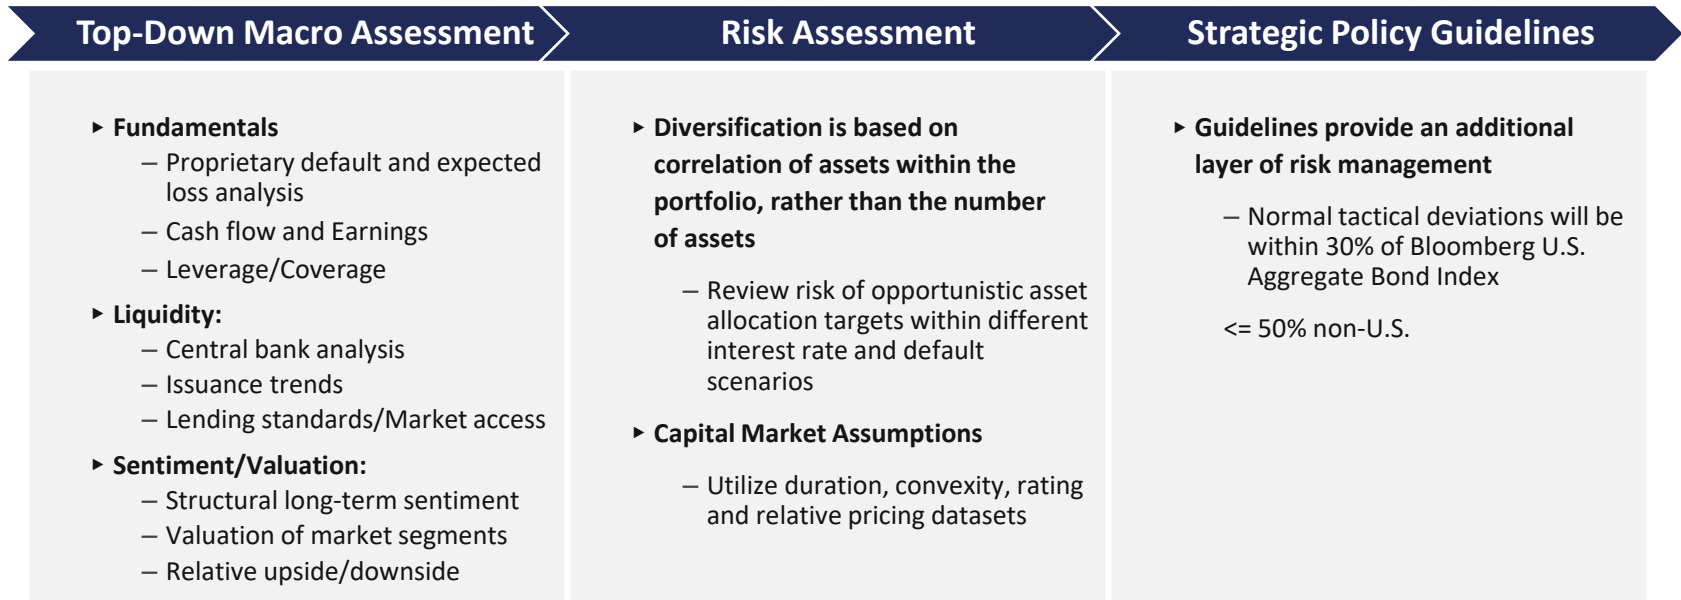 Top-Down Macro Assessment
Risk Assessment
Strategic Policy Guidelines
▸ Fundamentals
– Proprietary default and expected
loss analysis
– Cash flow and Earnings
– Leverage/Coverage
▸ Liquidity:
– Central bank analysis
– Issuance trends
– Lending standards/Market access
▸ Sentiment/Valuation:
– Structural long-term sentiment
– Valuation of market segments
– Relative upside/downside
▸ Diversification is based on
correlation of assets within the
portfolio, rather than the number
of assets
– Review risk of opportunistic asset
allocation targets within different
interest rate and default
scenarios
▸ Capital Market Assumptions
– Utilize duration, convexity, rating
and relative pricing datasets
▸ Guidelines provide an additional
layer of risk management
– Normal tactical deviations will be
within 30% of Bloomberg U.S.
Aggregate Bond Index
<= 50% non-U.S.